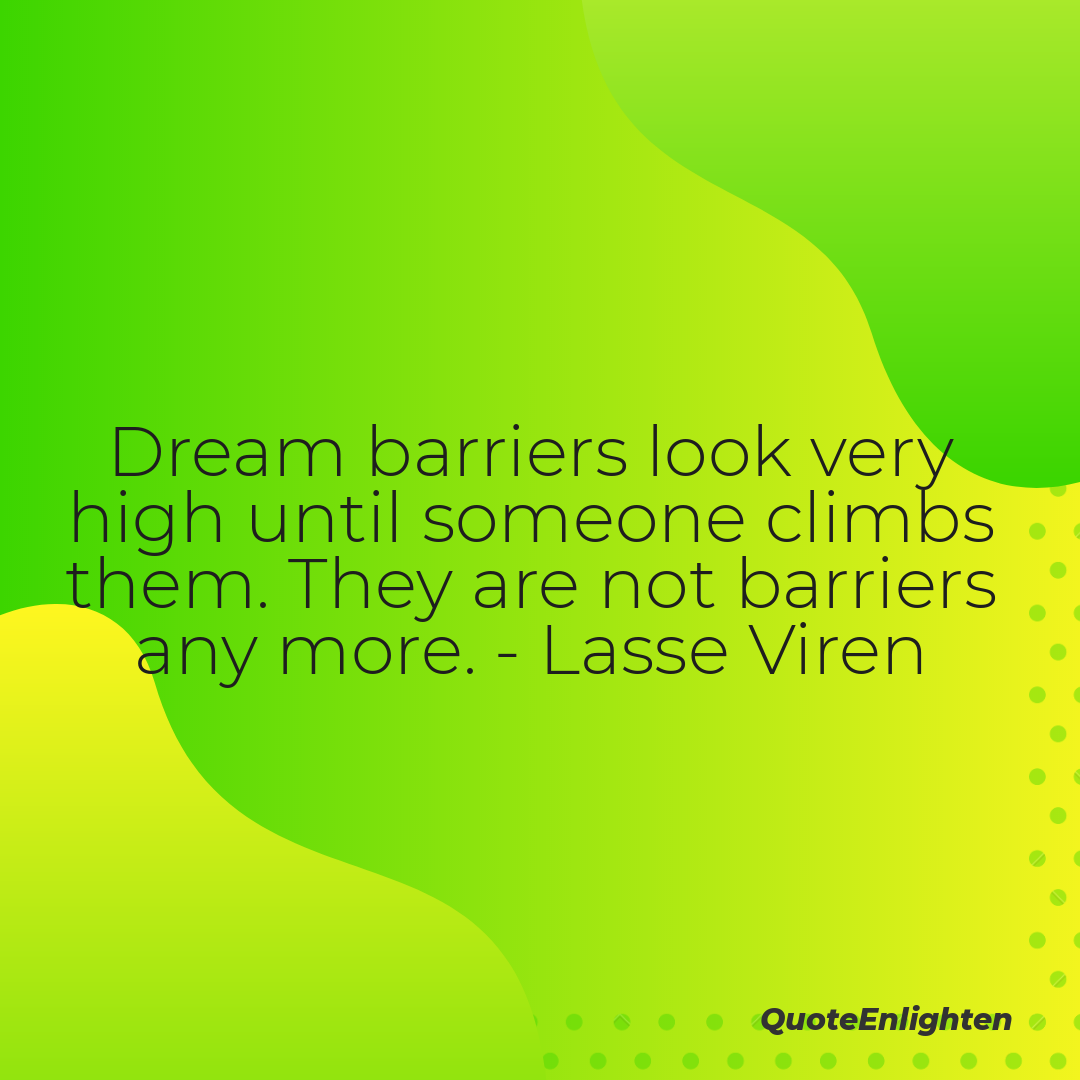 Dream barriers look very
high until someone climbs
them. They are not barriers
any more. - Lasse Viren
QuoteEnlighten